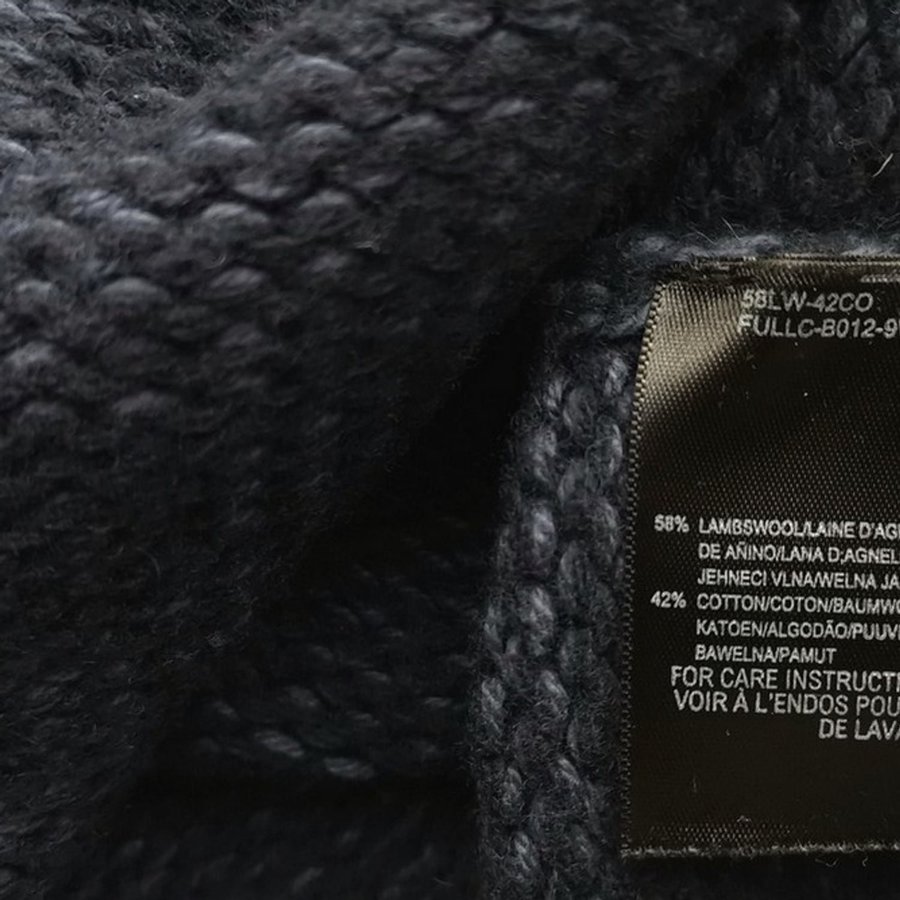 58LW-42CO
FULLC-B012-9
58% LAMBSWOOL/LAINE D'AG
DE AÑINO/LANA D'AGNEL
JEHNECI VLNA/WELNA JA
42% COTTON/COTON/BAUMWO
KATOEN/ALGODÃO/PUUV
BAWELNA/PAMUT
FOR CARE INSTRUCTI
VOIR À L'ENDOS POU
DE LAVA